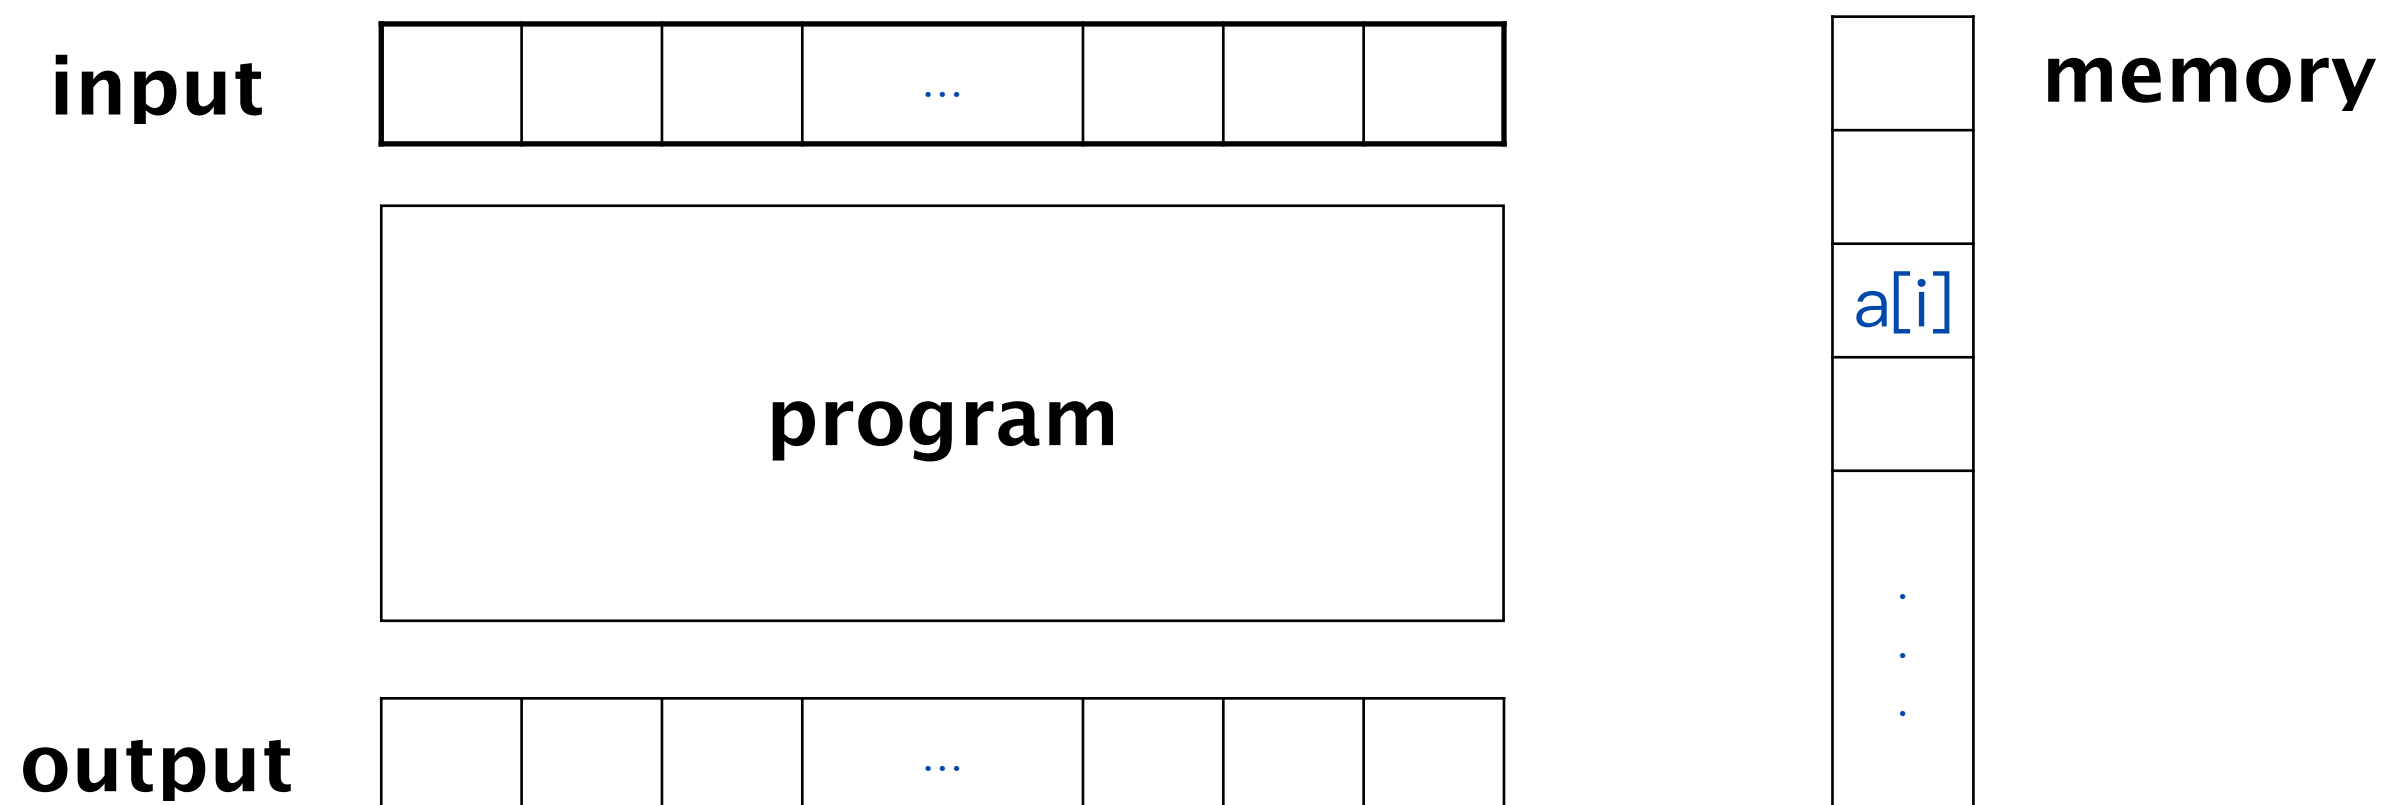 input
...
memory
a[i]
program
.
.
.
output
...